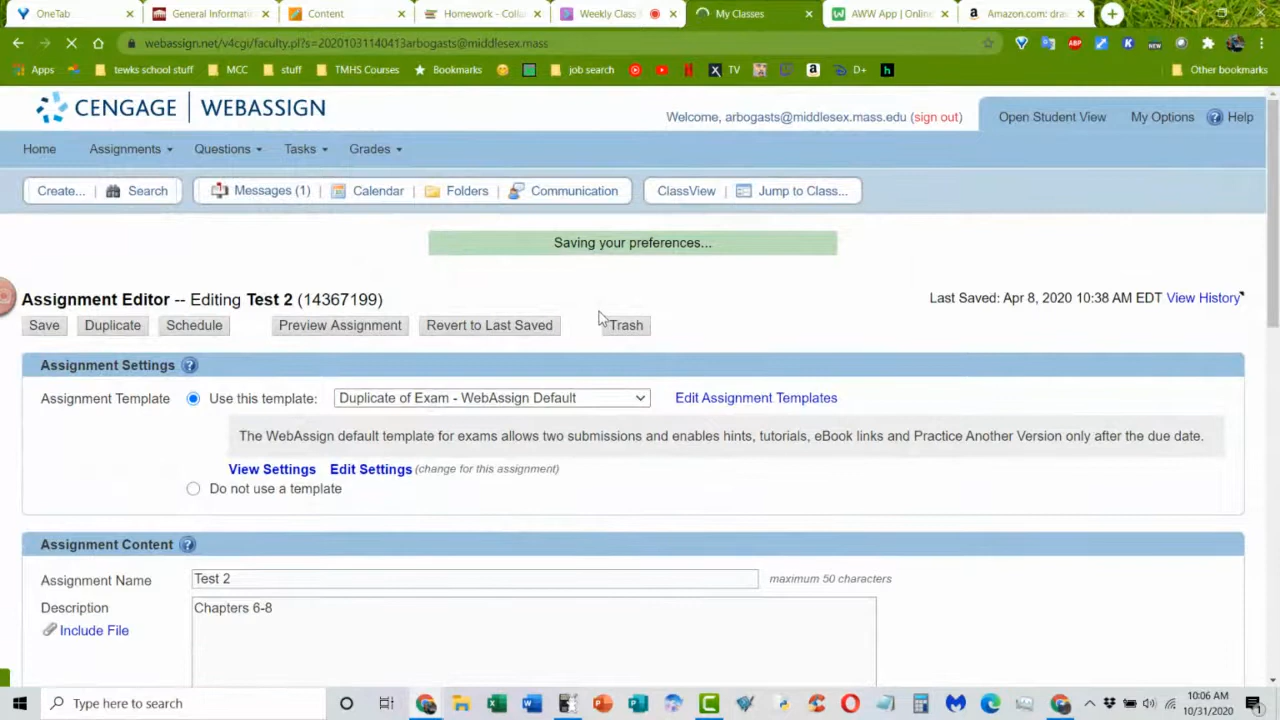 OneTab
General Informati
Content
Homework - Colla
Weekly Class
My Classes
AWW App | Online
Amazon.com: dra
webassign.net/v4cgi/faculty.pl?s=20201031140413arbogasts@middlesex.mass
Apps
tewks school stuff
MCC
stuff
TMHS Courses
Bookmarks
job search
TV
D+
Other bookmarks
CENGAGE | WEBASSIGN
Welcome, arbogasts@middlesex.mass.edu (sign out)
Open Student View
My Options
Help
Home
Assignments
Questions
Tasks
Grades
Create... | Search
Messages (1) | Calendar | Folders | Communication
ClassView | Jump to Class...
Saving your preferences...
Assignment Editor -- Editing Test 2 (14367199)
Last Saved: Apr 8, 2020 10:38 AM EDT View History
Save
Duplicate
Schedule
Preview Assignment
Revert to Last Saved
Trash
Assignment Settings
Assignment Template
Use this template:
Duplicate of Exam - WebAssign Default
Edit Assignment Templates
The WebAssign default template for exams allows two submissions and enables hints, tutorials, eBook links and Practice Another Version only after the due date.
View Settings Edit Settings (change for this assignment)
Do not use a template
Assignment Content
Assignment Name
Test 2
maximum 50 characters
Description
Chapters 6-8
Include File
Type here to search
10:06 AM
10/31/2020